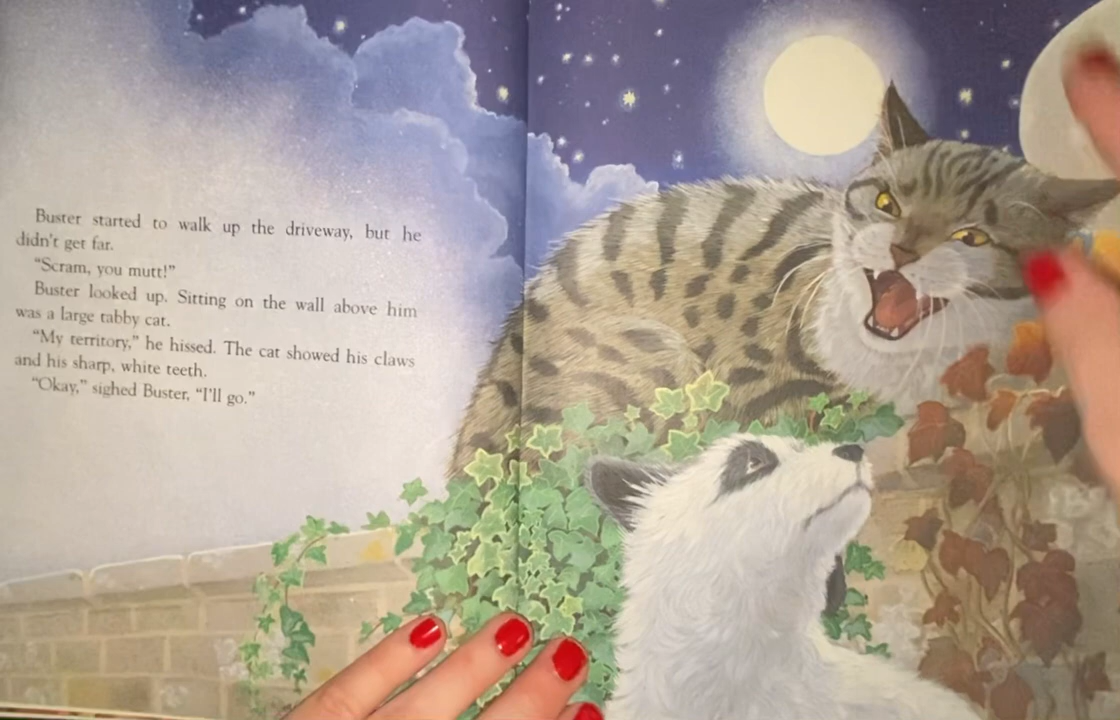 Buster started to walk up the driveway, but he
didn't get far.
“Scram, you mutt!”
Buster looked up. Sitting on the wall above him
was a large tabby cat.
“My territory,” he hissed. The cat showed his claws
and his sharp, white teeth.
“Okay,” sighed Buster, “I'll go.”